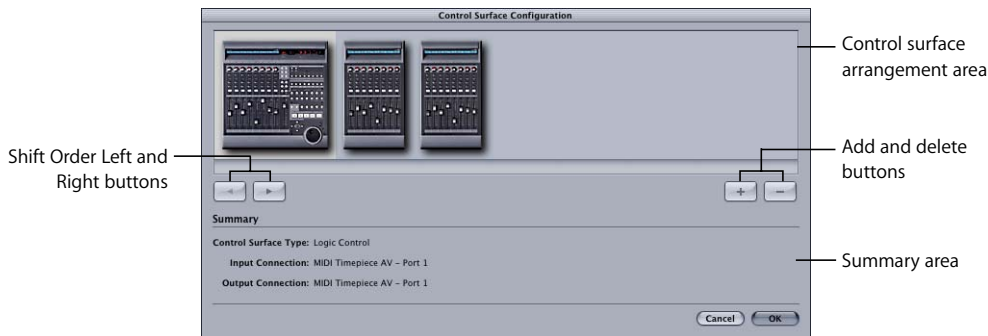 Control Surface Configuration
Control surface
arrangement area
Shift Order Left and
Right buttons
Add and delete
buttons
Summary
Control Surface Type: Logic Control
Input Connection: MIDI Timepiece AV – Port 1
Output Connection: MIDI Timepiece AV – Port 1
Summary area
Cancel OK